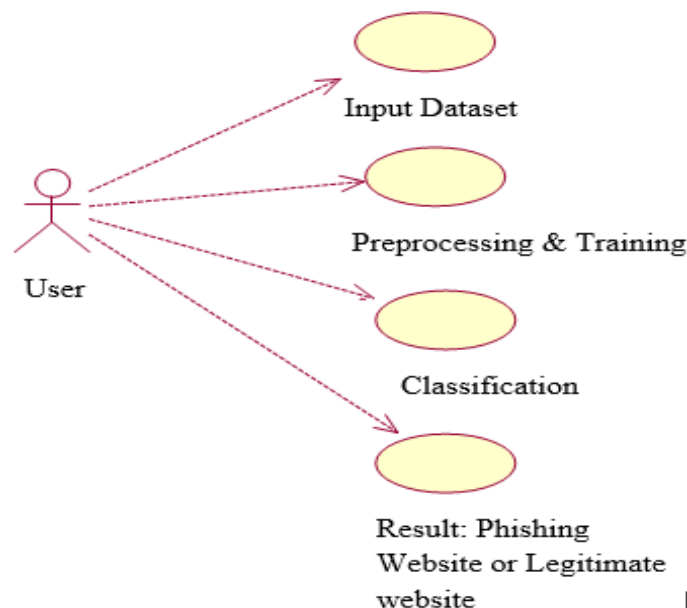 Input Dataset
Preprocessing & Training
User
Classification
Result: Phishing
Website or Legitimate
website